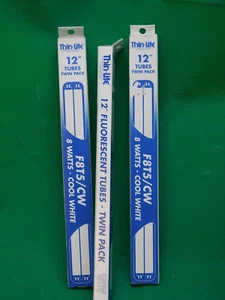 Thin-Lite
12"
TUBES
TWIN PACK
F8T5/CW
8 WATTS - COOL WHITE
Thin-Lite
12" FLUORESCENT TUBES - TWIN PACK
Thin-Lite
12"
TUBES
TWIN PACK
F8T5/CW
8 WATTS - COOL WHITE